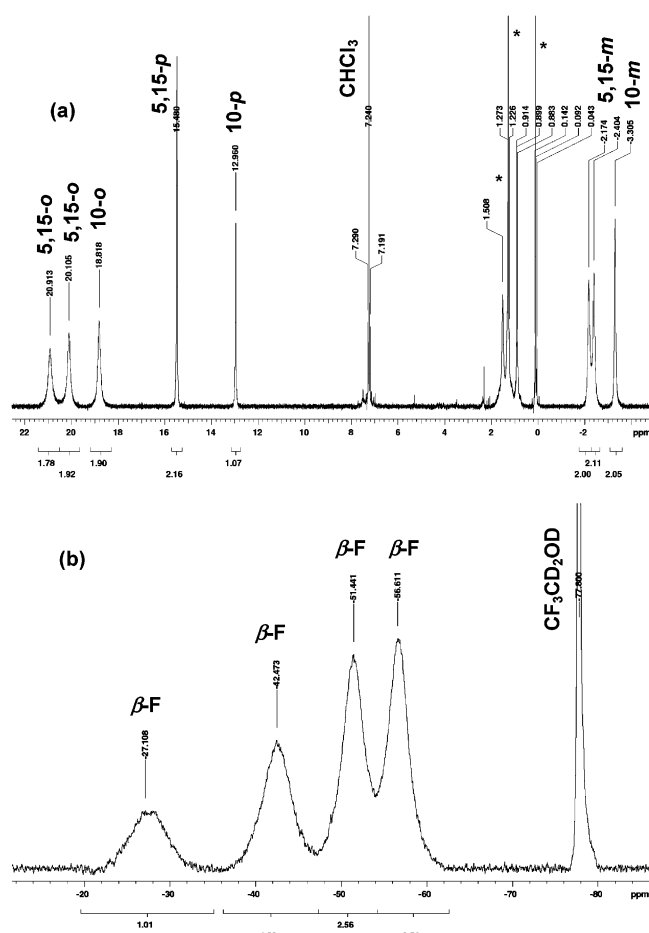 (a)
5,15-o
5,15-o
10-o
5,15-p
10-p
CHCl3
*
*
*
5,15-m
10-m
20.913
20.105
18.818
15.480
12.960
7.290
7.240
7.191
1.508
1.273
1.226
0.914
0.899
0.883
0.142
0.092
0.043
-2.174
-2.404
-3.305
22 20 18 16 14 12 10 8 6 4 2 0 -2 ppm
1.78
1.92
1.90
2.16
1.07
2.00
2.11
2.05
(b)
β-F
β-F
β-F
β-F
CF3CD2OD
-27.108
-42.473
-51.441
-56.611
-77.800
-20 -30 -40 -50 -60 -70 -80 ppm
1.01
2.56